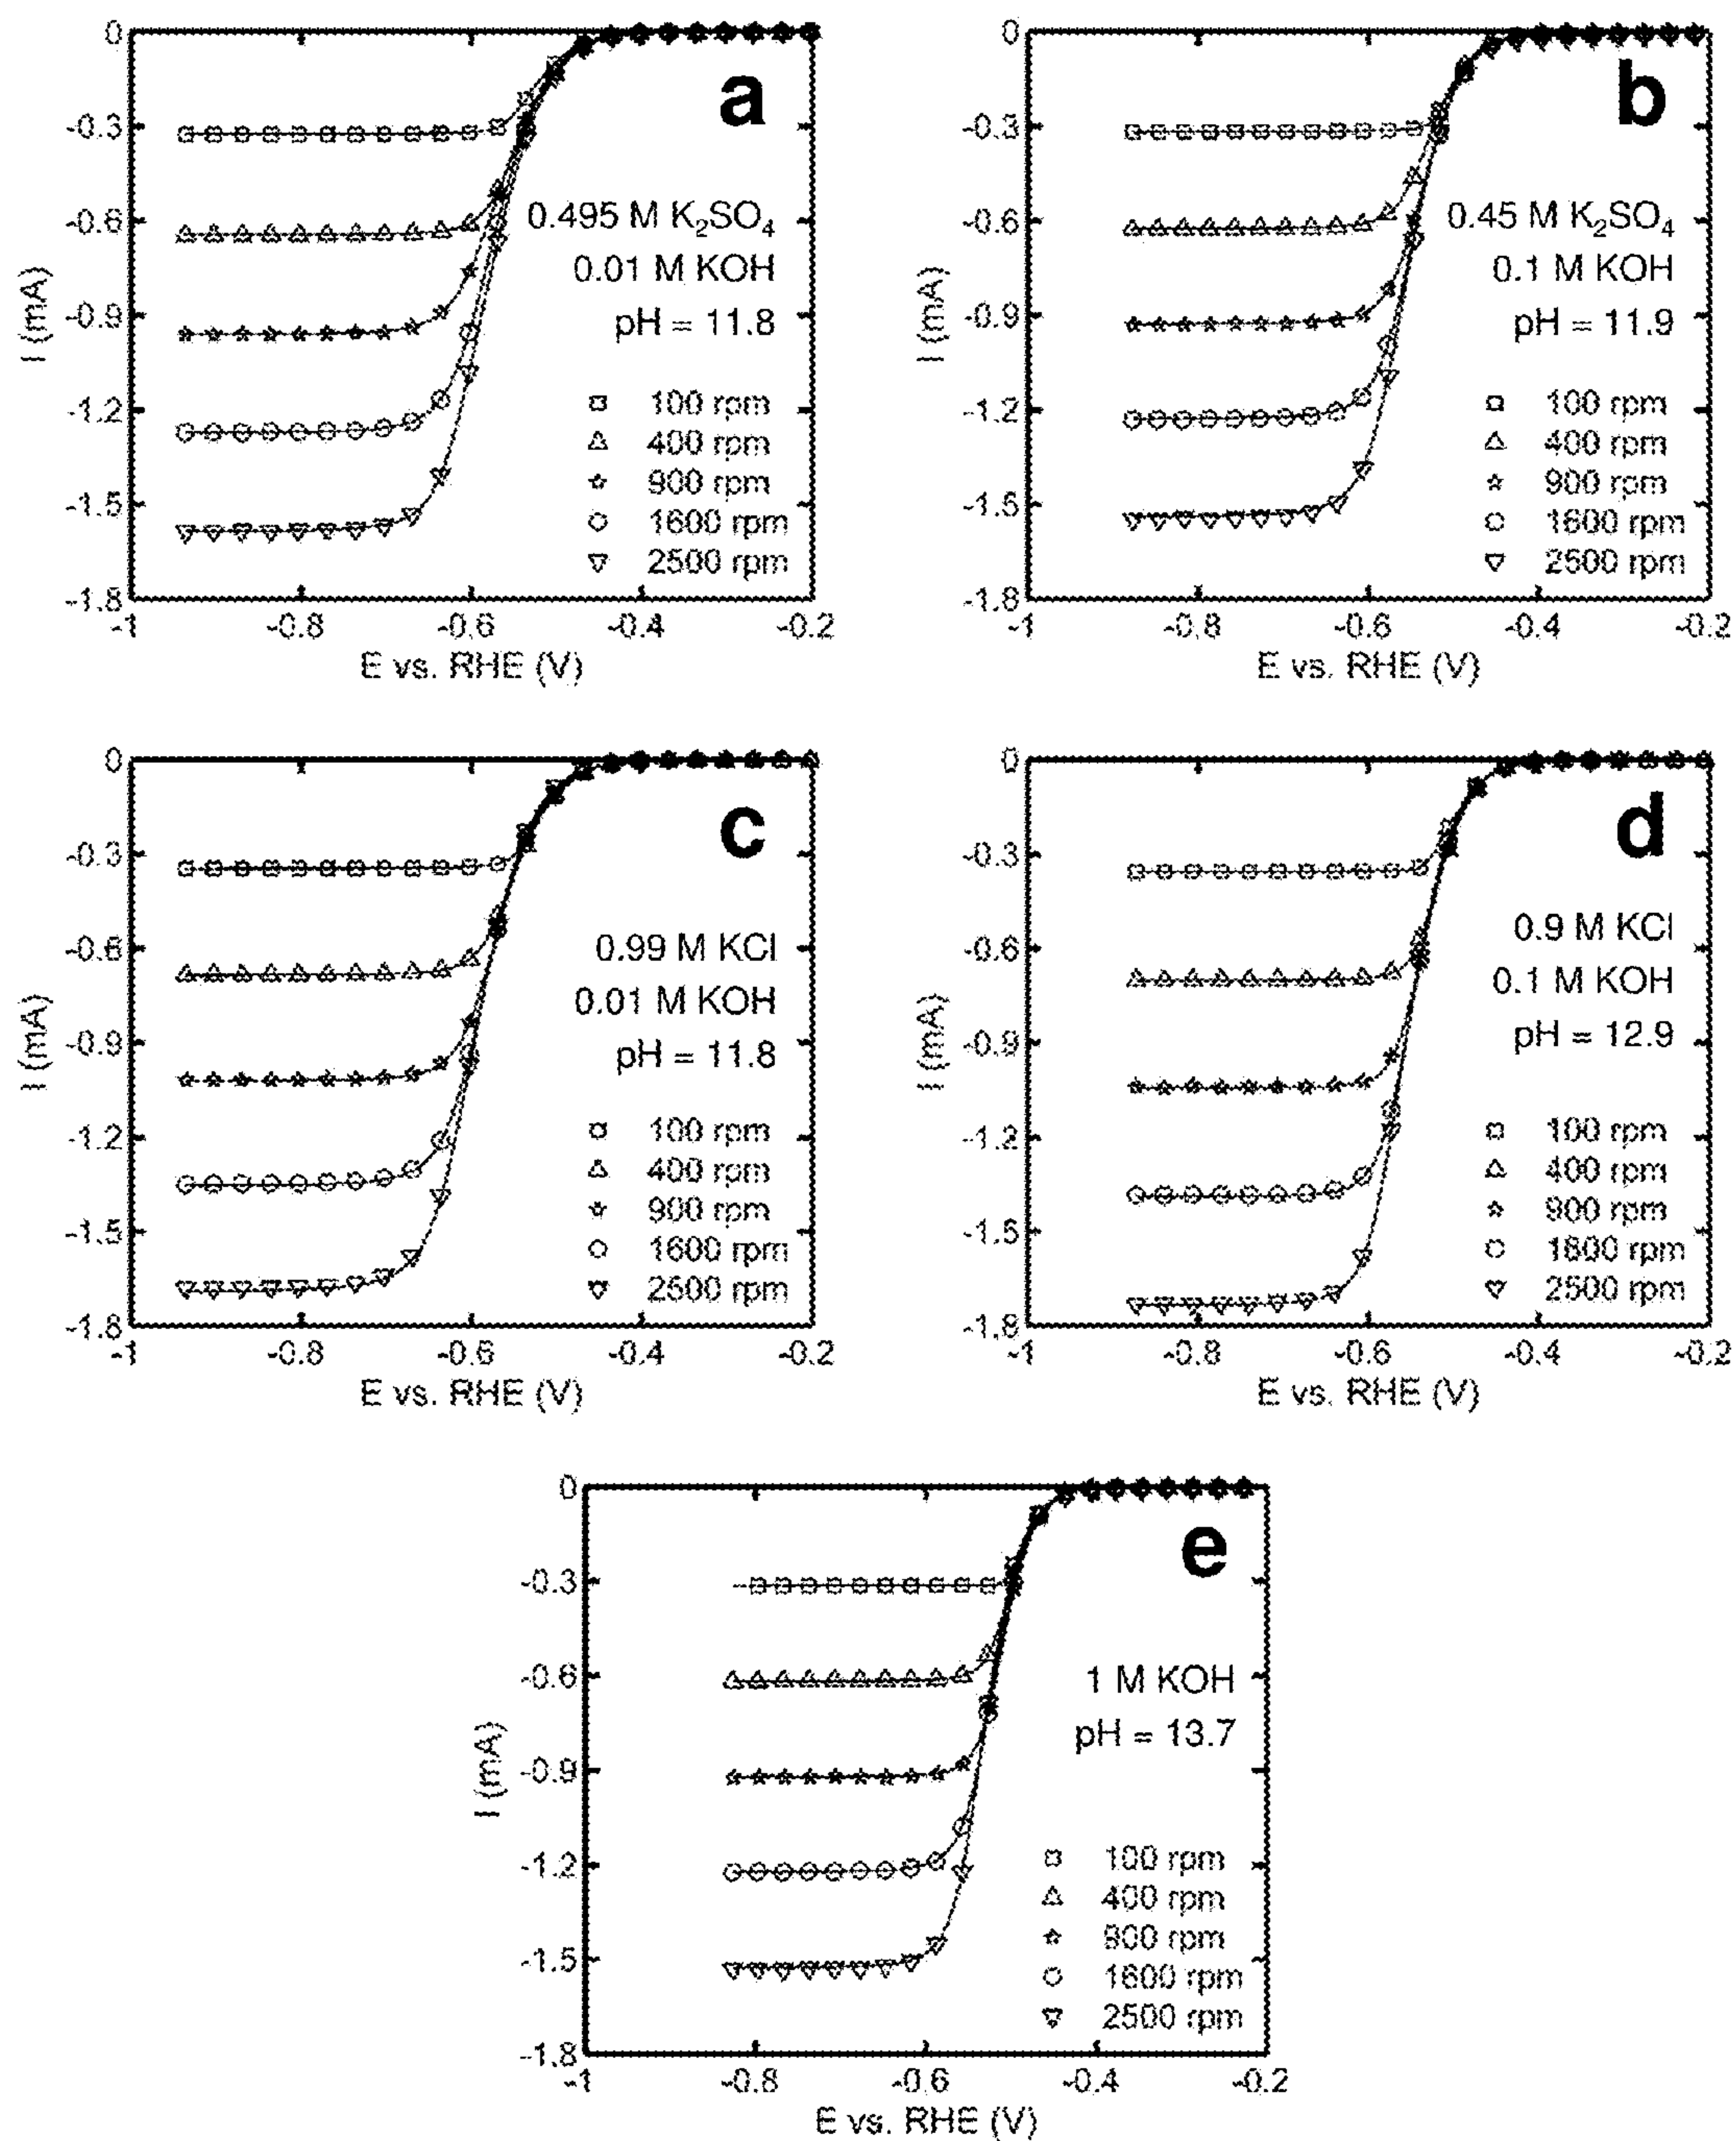 a
0
-0.3
-0.6
-0.9
-1.2
-1.5
-1.8
I (mA)
0.495 M K₂SO₄
0.01 M KOH
pH = 11.8
100 rpm
400 rpm
900 rpm
1600 rpm
2500 rpm
-1 -0.8 -0.6 -0.4 -0.2
E vs. RHE (V)
b
0
-0.3
-0.6
-0.9
-1.2
-1.5
-1.8
I (mA)
0.45 M K₂SO₄
0.1 M KOH
pH = 11.9
100 rpm
400 rpm
900 rpm
1600 rpm
2500 rpm
-1 -0.8 -0.6 -0.4 -0.2
E vs. RHE (V)
c
0
-0.3
-0.6
-0.9
-1.2
-1.5
-1.8
I (mA)
0.99 M KCl
0.01 M KOH
pH = 11.8
100 rpm
400 rpm
900 rpm
1600 rpm
2500 rpm
-1 -0.8 -0.6 -0.4 -0.2
E vs. RHE (V)
d
0
-0.3
-0.6
-0.9
-1.2
-1.5
-1.8
I (mA)
0.9 M KCl
0.1 M KOH
pH = 12.9
100 rpm
400 rpm
900 rpm
1600 rpm
2500 rpm
-1 -0.8 -0.6 -0.4 -0.2
E vs. RHE (V)
e
0
-0.3
-0.6
-0.9
-1.2
-1.5
-1.8
I (mA)
1 M KOH
pH = 13.7
100 rpm
400 rpm
900 rpm
1600 rpm
2500 rpm
-1 -0.8 -0.6 -0.4 -0.2
E vs. RHE (V)